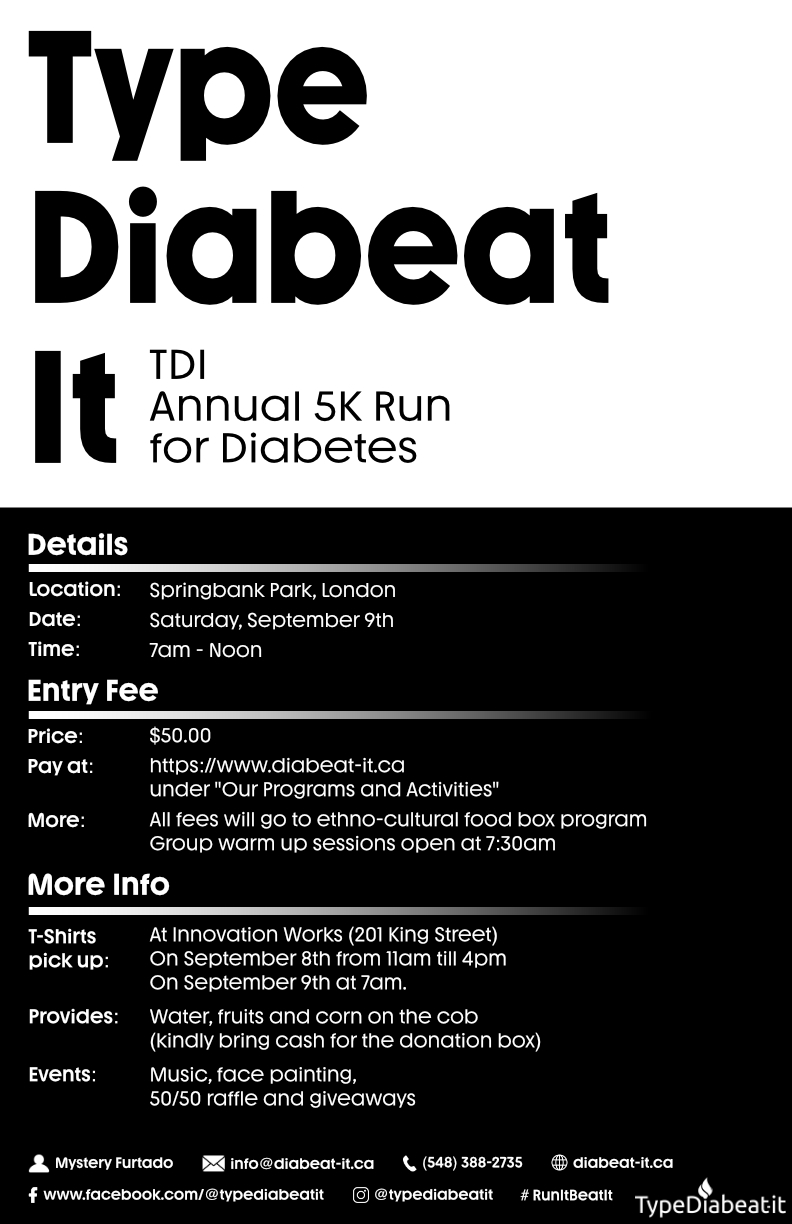 Type
Diabeat
It
TDI
Annual 5K Run
for Diabetes
Details
Location: Springbank Park, London
Date: Saturday, September 9th
Time: 7am - Noon
Entry Fee
Price: $50.00
Pay at: https://www.diabeat-it.ca
under "Our Programs and Activities"
More: All fees will go to ethno-cultural food box program
Group warm up sessions open at 7:30am
More Info
T-Shirts
pick up:
At Innovation Works (201 King Street)
On September 8th from 11am till 4pm
On September 9th at 7am.
Provides: Water, fruits and corn on the cob
(kindly bring cash for the donation box)
Events: Music, face painting,
50/50 raffle and giveaways
Mystery Furtado info@diabeat-it.ca (548) 388-2735 diabeat-it.ca
www.facebook.com/@typediabeatit @typediabeatit # RunItBeatIt
TypeDiabeat:it